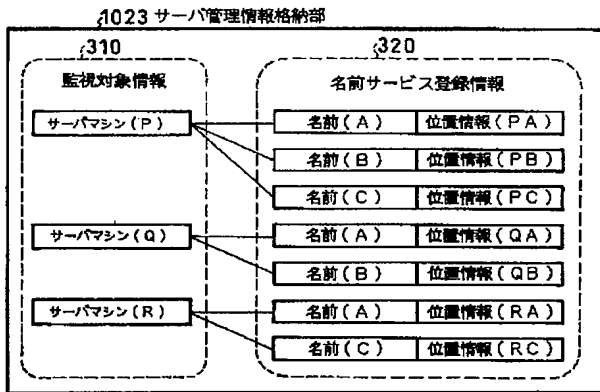 1023 サーバ管理情報格納部
310
320
監視対象情報
名前サービス登録情報
サーバマシン(P)
名前(A) 位置情報(PA)
名前(B) 位置情報(PB)
名前(C) 位置情報(PC)
サーバマシン(Q)
名前(A) 位置情報(QA)
名前(B) 位置情報(QB)
サーバマシン(R)
名前(A) 位置情報(RA)
名前(C) 位置情報(RC)